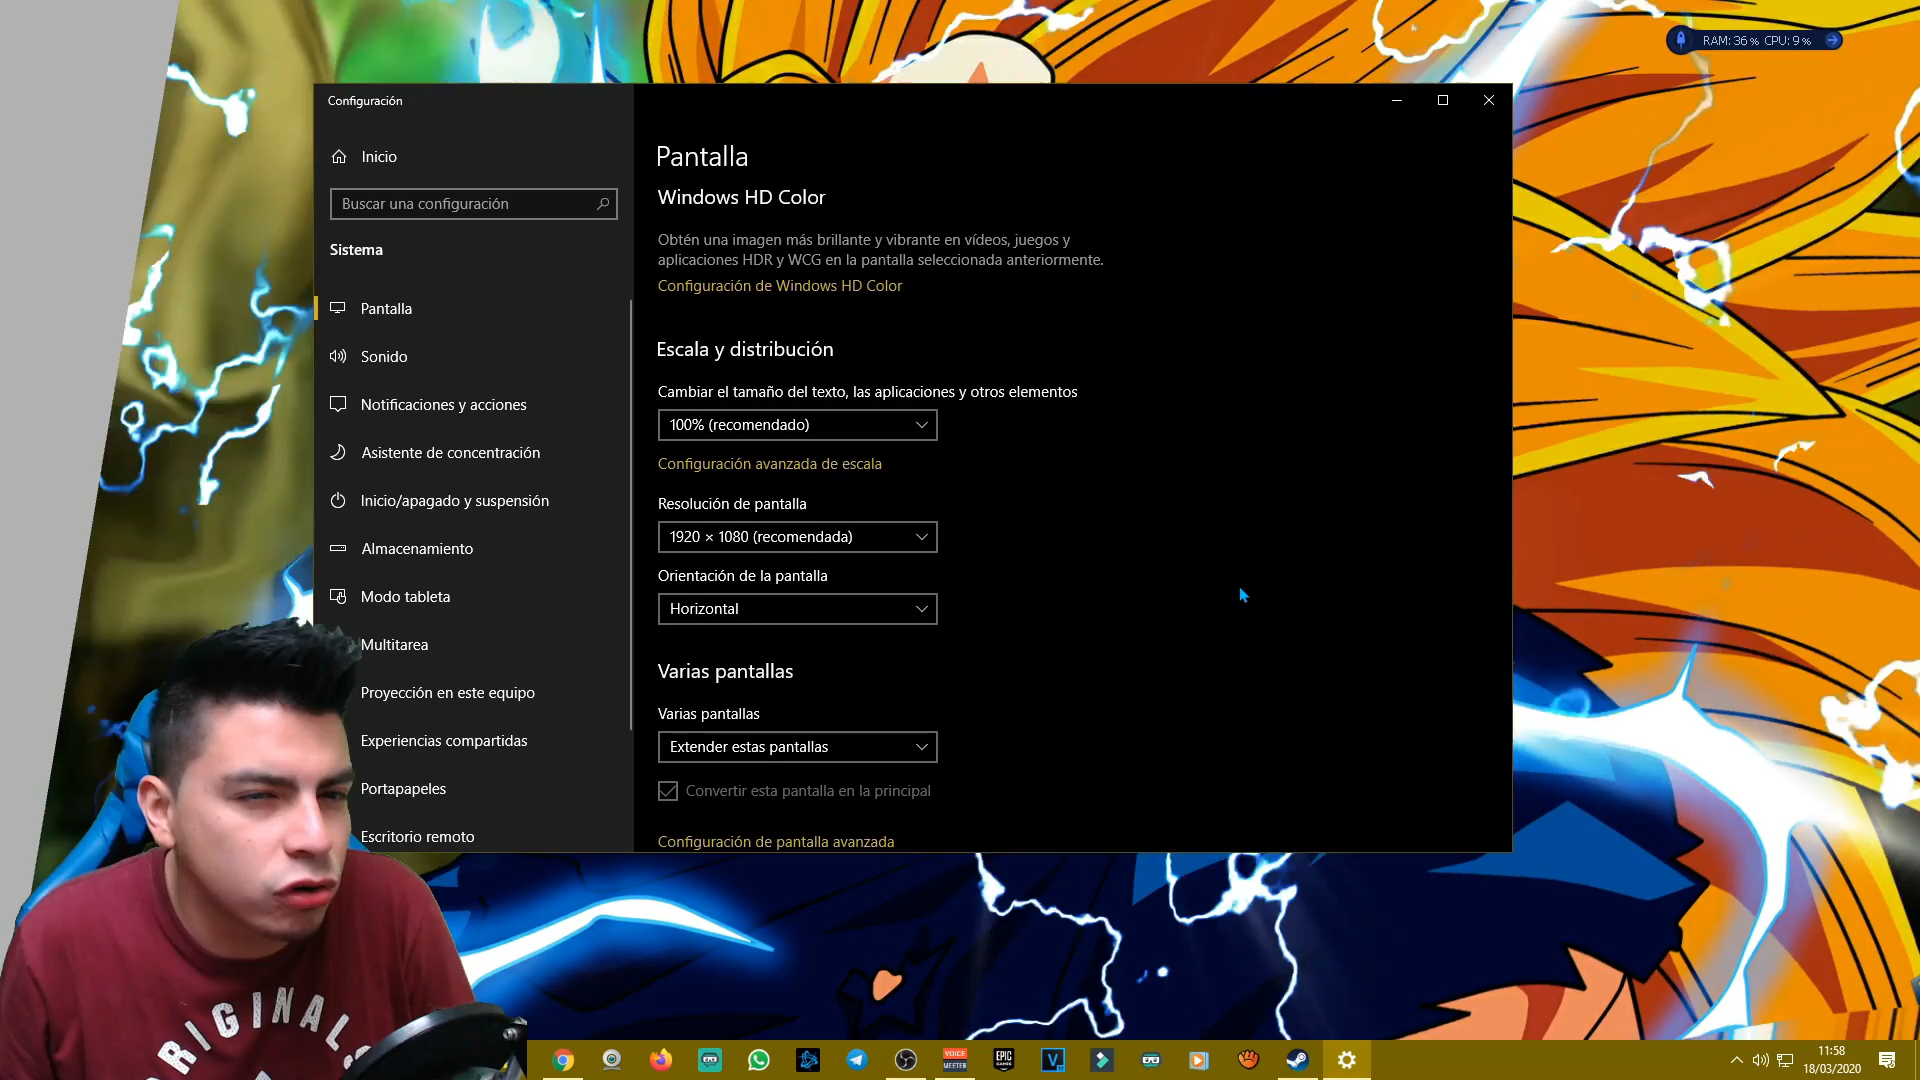 RAM: 36 % CPU: 9 %
Configuración
Inicio
Buscar una configuración
Sistema
Pantalla
Sonido
Notificaciones y acciones
Asistente de concentración
Inicio/apagado y suspensión
Almacenamiento
Modo tableta
Multitarea
Proyección en este equipo
Experiencias compartidas
Portapapeles
Escritorio remoto
Pantalla
Windows HD Color
Obtén una imagen más brillante y vibrante en vídeos, juegos y
aplicaciones HDR y WCG en la pantalla seleccionada anteriormente.
Configuración de Windows HD Color
Escala y distribución
Cambiar el tamaño del texto, las aplicaciones y otros elementos
100% (recomendado)
Configuración avanzada de escala
Resolución de pantalla
1920 × 1080 (recomendada)
Orientación de la pantalla
Horizontal
Varias pantallas
Varias pantallas
Extender estas pantallas
Convertir esta pantalla en la principal
Configuración de pantalla avanzada
ORIGINALS
VOICE
MEETER
EPIC
GAMES
V
11:58
18/03/2020